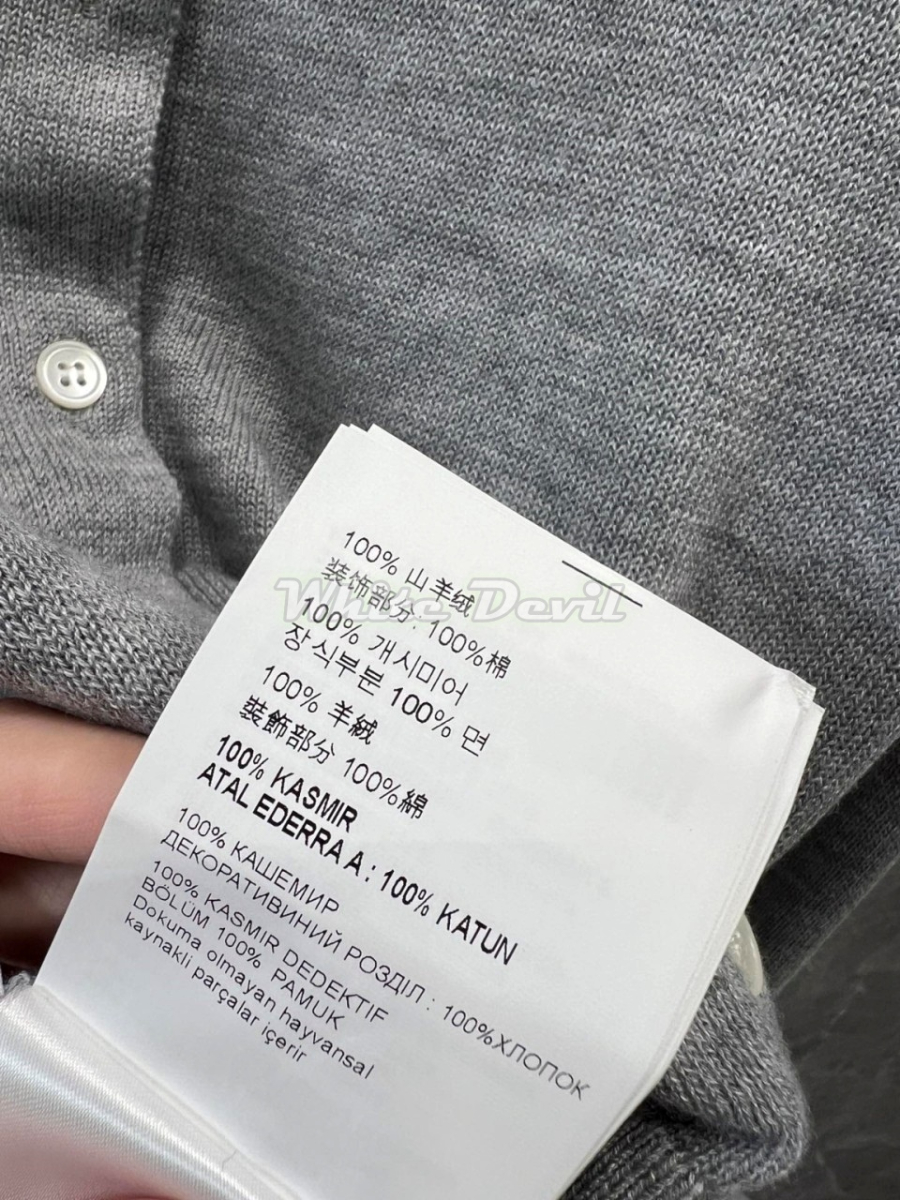 100% 山羊绒
装饰部分: 100%棉
100% 개시미어
장식부분 100% 면
100% 羊絨
裝飾部分 100%綿
100% KASMIR
ATAL EDERRA A : 100% KATUN
100% КАШЕМИР
ДЕКОРАТИВИНИЙ РОЗДІЛ : 100%ХЛОПОК
100% KASMIR DEDEKTIF
BÖLÜM 100% PAMUK
Dokuma olmayan hayvansal
kaynakli parçalar içerir
White Devil